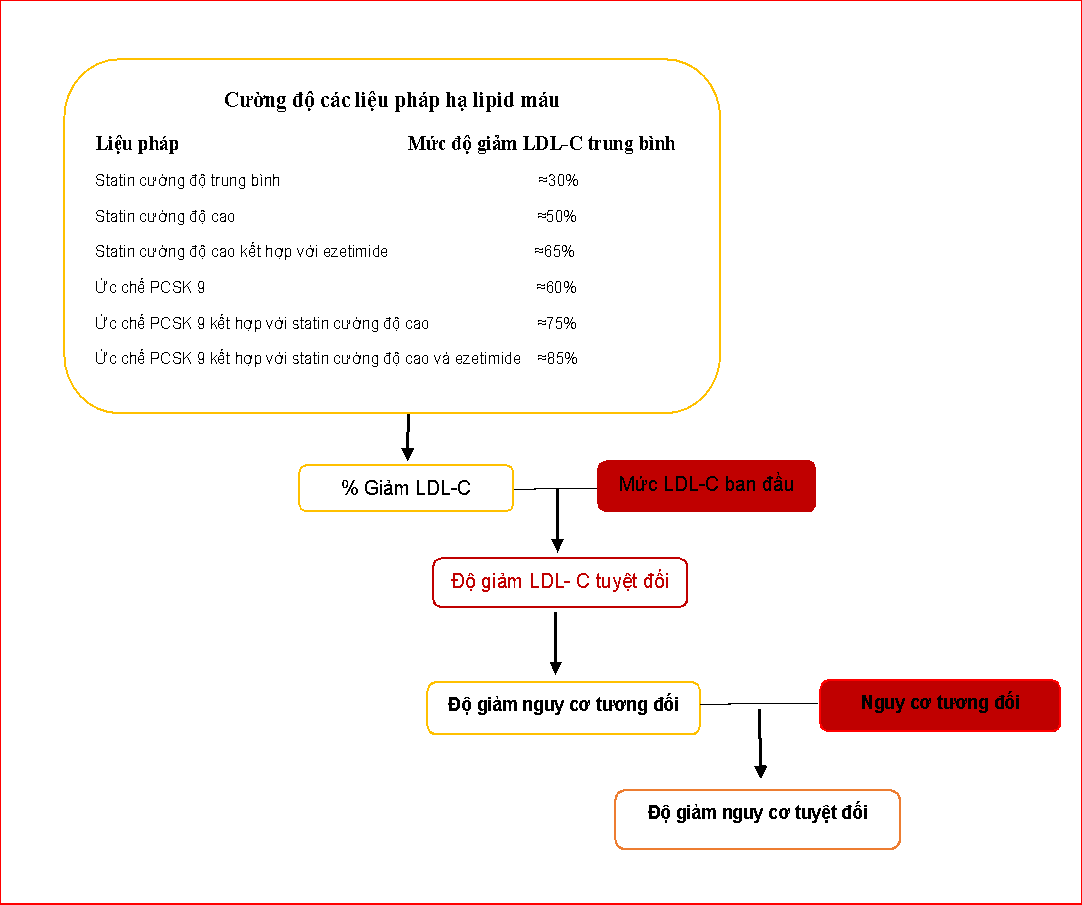 Cường độ các liệu pháp hạ lipid máu
Liệu pháp Mức độ giảm LDL-C trung bình
Statin cường độ trung bình ≈30%
Statin cường độ cao ≈50%
Statin cường độ cao kết hợp với ezetimide ≈65%
Ức chế PCSK 9 ≈60%
Ức chế PCSK 9 kết hợp với statin cường độ cao ≈75%
Ức chế PCSK 9 kết hợp với statin cường độ cao và ezetimide ≈85%
% Giảm LDL-C
Mức LDL-C ban đầu
Độ giảm LDL- C tuyệt đối
Độ giảm nguy cơ tương đối
Nguy cơ tương đối
Độ giảm nguy cơ tuyệt đối